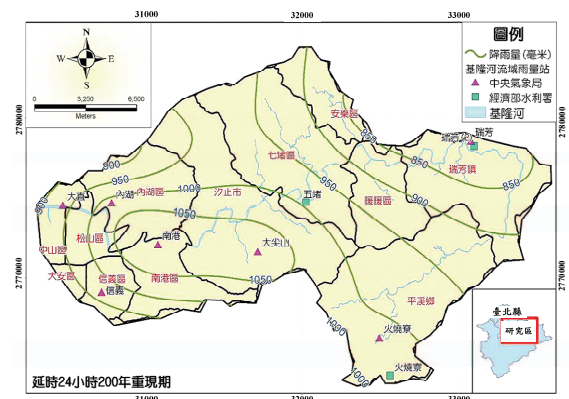 31000 32000 33000
圖例
降雨量(毫米)
基隆河流域雨量站
中央氣象局
經濟部水利署
基隆河
N
W E
S
0 3,250 6,500
Meters
2780000 2780000
安樂區
950
850
瑞芳
瑞芳鎮
850
900
950
1000
七堵區
950
900
900
大直
內湖
內湖區
汐止市
五堵
暖暖區
1050
松山區
中山區
南港
大尖山
大安區
信義區
信義
南港區
1050
平溪鄉
2770000 2770000
1000
火燒寮
火燒寮
1000
臺北縣
研究區
延時24小時200年重現期
31000 32000 33000